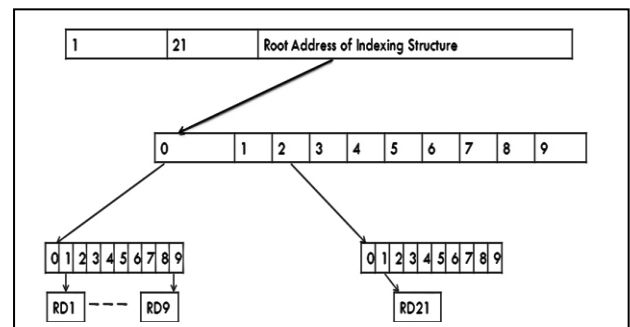 1 21 Root Address of Indexing Structure
0 1 2 3 4 5 6 7 8 9
0 1 2 3 4 5 6 7 8 9 0 1 2 3 4 5 6 7 8 9
RD1 --- RD9 RD21